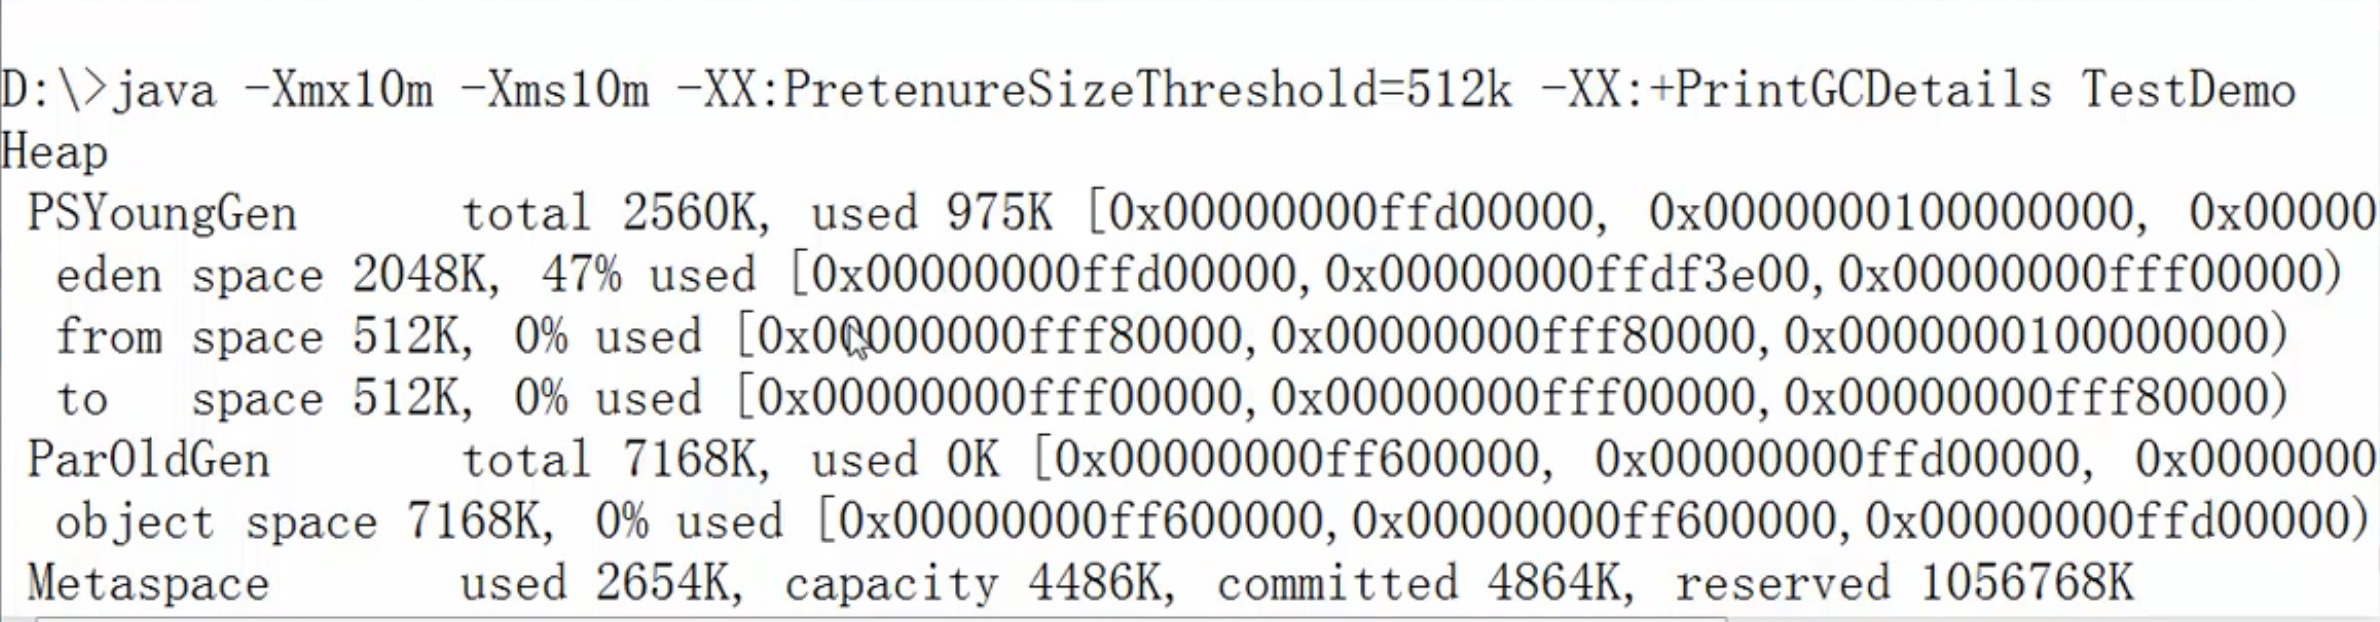 D:\>java -Xmx10m -Xms10m -XX:PretenureSizeThreshold=512k -XX:+PrintGCDetails TestDemo
Heap
 PSYoungGen      total 2560K, used 975K [0x00000000ffd00000, 0x0000000100000000, 0x00000
  eden space 2048K, 47% used [0x00000000ffd00000,0x00000000ffdf3e00,0x00000000fff00000)
  from space 512K, 0% used [0x00000000fff80000,0x00000000fff80000,0x0000000100000000)
  to   space 512K, 0% used [0x00000000fff00000,0x00000000fff00000,0x00000000fff80000)
 ParOldGen       total 7168K, used 0K [0x00000000ff600000, 0x00000000ffd00000, 0x0000000
  object space 7168K, 0% used [0x00000000ff600000,0x00000000ff600000,0x00000000ffd00000)
 Metaspace       used 2654K, capacity 4486K, committed 4864K, reserved 1056768K